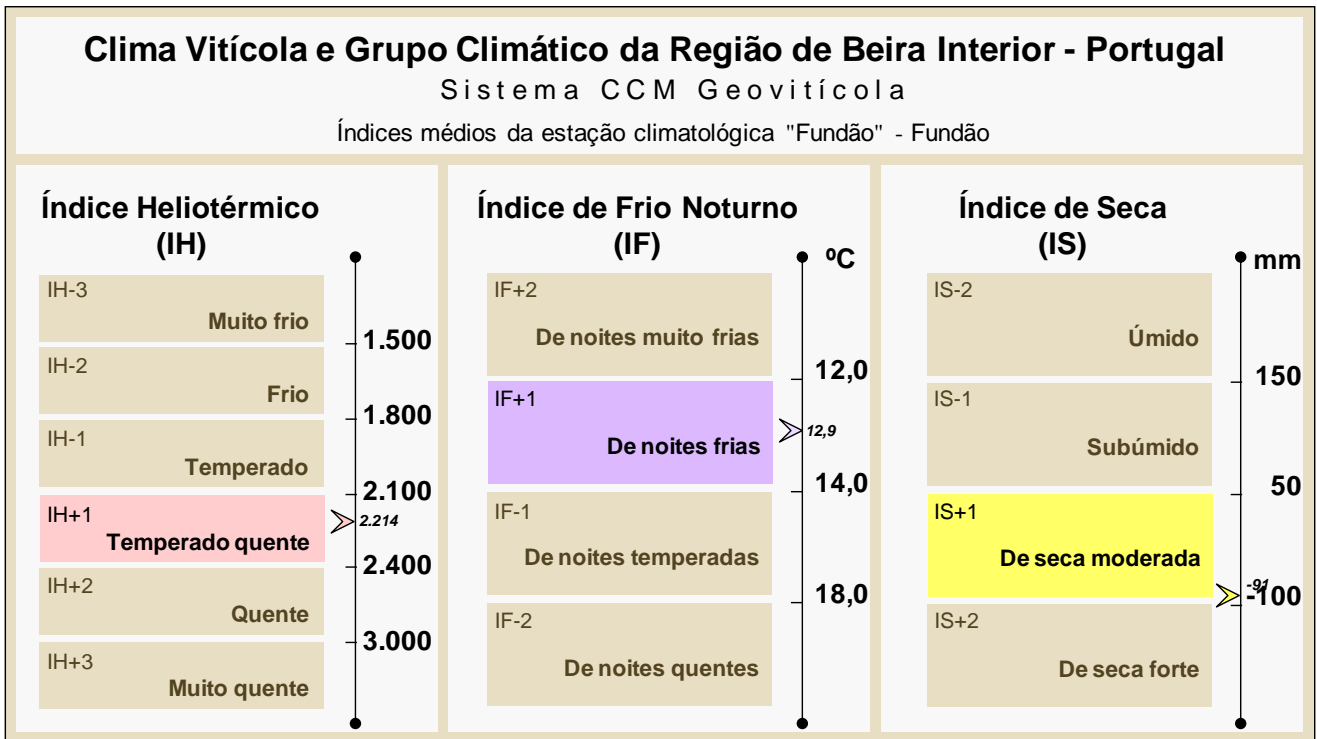 Clima Vitícola e Grupo Climático da Região de Beira Interior - Portugal
Sistema CCM Geovitícola
Índices médios da estação climatológica "Fundão" - Fundão
Índice Heliotérmico
(IH)
IH-3
Muito frio
1.500
IH-2
Frio
1.800
IH-1
Temperado
2.100
IH+1
2.214
Temperado quente
2.400
IH+2
Quente
3.000
IH+3
Muito quente
Índice de Frio Noturno
(IF)
ºC
IF+2
De noites muito frias
12,0
IF+1
12,9
De noites frias
14,0
IF-1
De noites temperadas
18,0
IF-2
De noites quentes
Índice de Seca
(IS)
mm
IS-2
Úmido
150
IS-1
Subúmido
50
IS+1
De seca moderada
-91
-100
IS+2
De seca forte